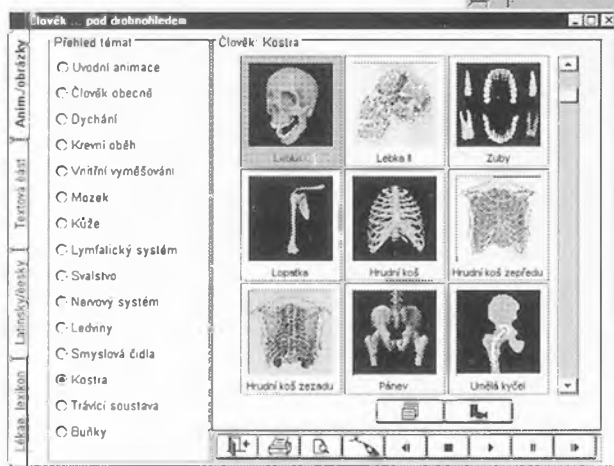 Člověk ... pod drobnohledem
Anim./obrázky
Textová část
Latinsky/česky
Lékař. lexikon
Přehled témat
Úvodní animace
Člověk obecně
Dýchání
Krevní oběh
Vnitřní vyměšování
Mozek
Kůže
Lymfatický systém
Svalstvo
Nervový systém
Ledviny
Smyslová čidla
Kostra
Trávicí soustava
Buňky
Člověk: Kostra
Lebka I
Lebka II
Zuby
Lopatka
Hrudní koš
Hrudní koš zepředu
Hrudní koš zezadu
Pánev
Umělá kyčel